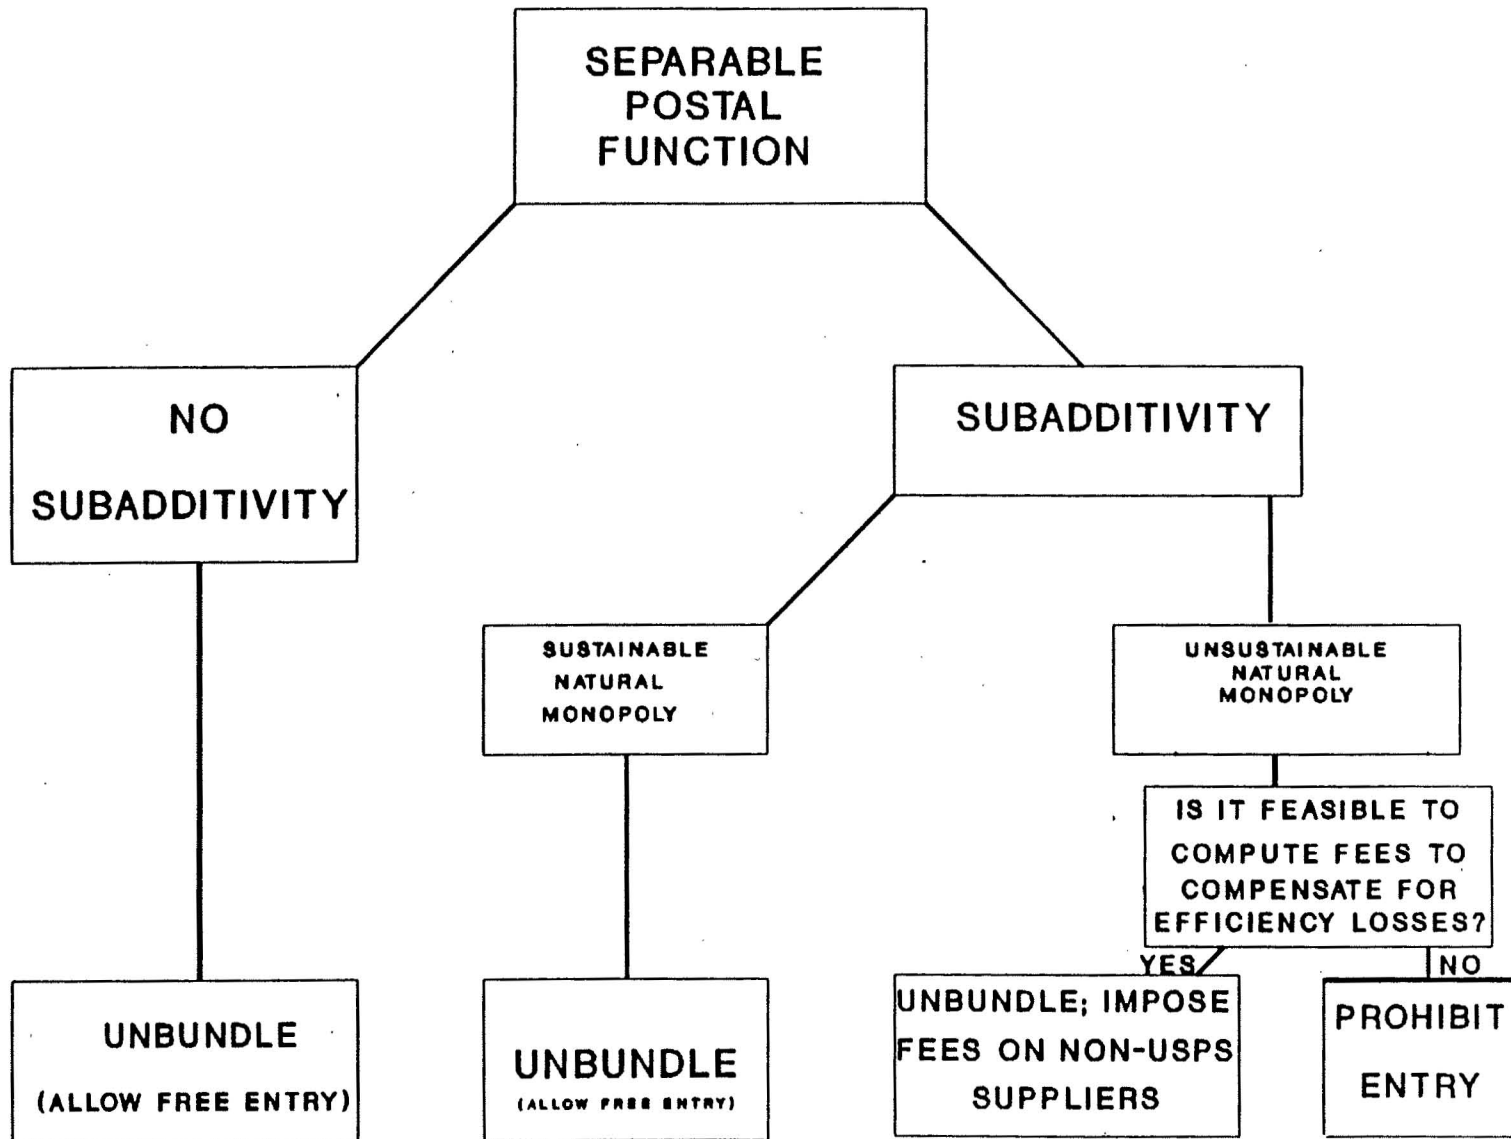 SEPARABLE
POSTAL
FUNCTION
NO
SUBADDITIVITY
SUBADDITIVITY
SUSTAINABLE
NATURAL
MONOPOLY
UNSUSTAINABLE
NATURAL
MONOPOLY
IS IT FEASIBLE TO
COMPUTE FEES TO
COMPENSATE FOR
EFFICIENCY LOSSES?
YES
NO
UNBUNDLE
(ALLOW FREE ENTRY)
UNBUNDLE
(ALLOW FREE ENTRY)
UNBUNDLE; IMPOSE
FEES ON NON-USPS
SUPPLIERS
PROHIBIT
ENTRY